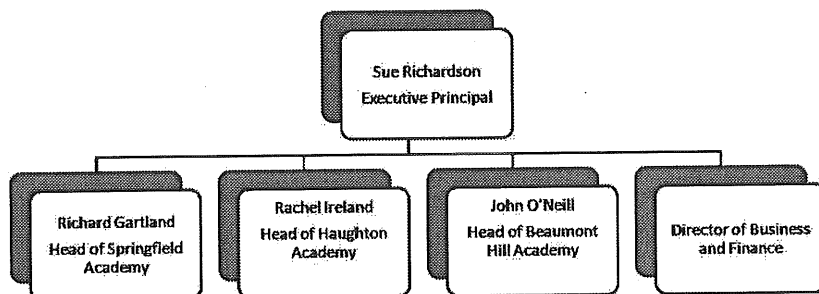 Sue Richardson
Executive Principal
Richard Gartland
Head of Springfield
Academy
Rachel Ireland
Head of Haughton
Academy
John O'Neill
Head of Beaumont
Hill Academy
Director of Business
and Finance